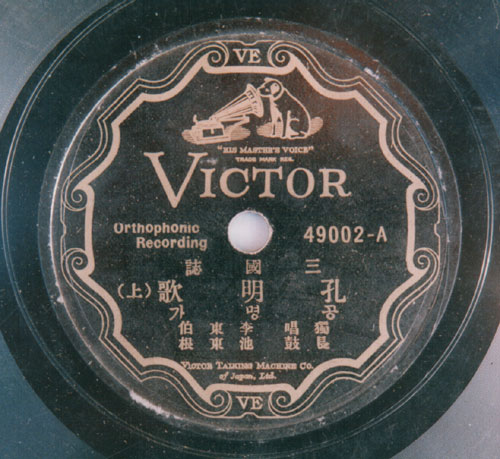 VE
"HIS MASTER'S VOICE"
TRADE MARK REG.
VICTOR
Orthophonic
Recording
49002-A
三國誌
孔明歌(上)
공명가
獨唱 李東伯
長鼓 池東根
VICTOR TALKING MACHINE CO.
of Japan, Ltd.
VE